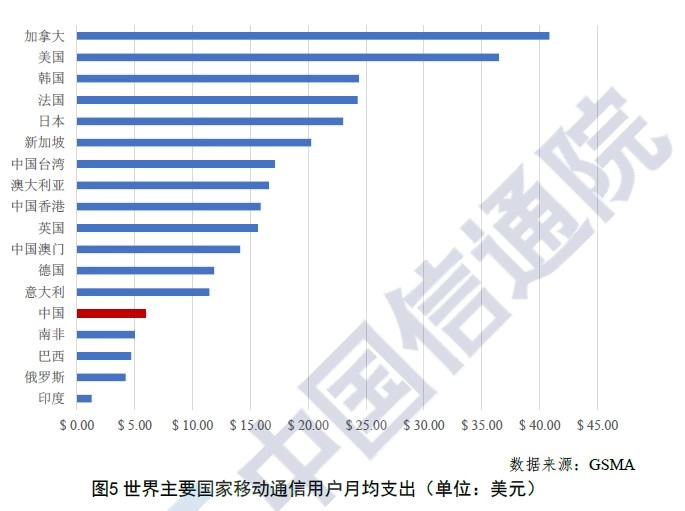 加拿大
美国
韩国
法国
日本
新加坡
中国台湾
澳大利亚
中国香港
英国
中国澳门
德国
意大利
中国
南非
巴西
俄罗斯
印度
$ 0.00 $ 5.00 $ 10.00 $ 15.00 $ 20.00 $ 25.00 $ 30.00 $ 35.00 $ 40.00 $ 45.00
中国信通院
数据来源：GSMA
图5 世界主要国家移动通信用户月均支出（单位：美元）